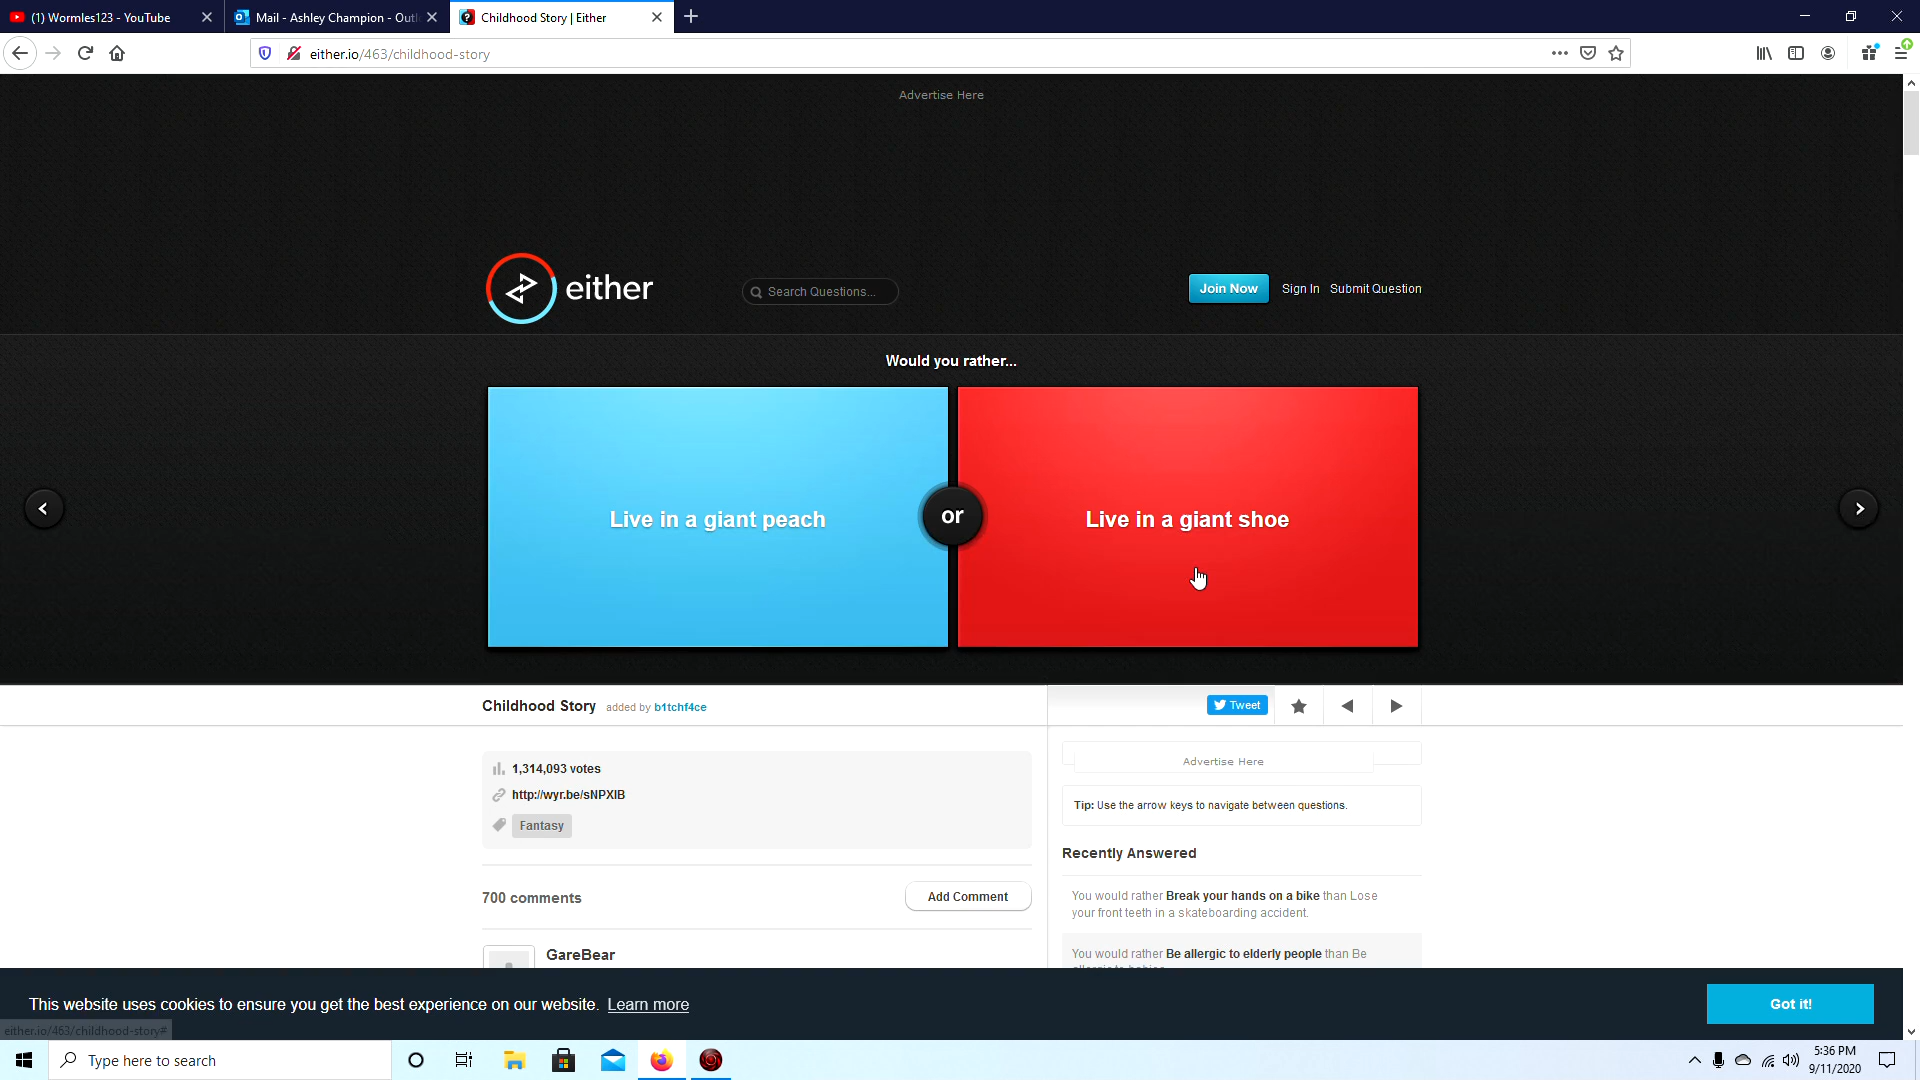 (1) Wormles123 - YouTube
Mail - Ashley Champion - Outl
Childhood Story | Either
either.io/463/childhood-story
Advertise Here
either
Search Questions...
Join Now
Sign In
Submit Question
Would you rather...
Live in a giant peach
or
Live in a giant shoe
Childhood Story added by b1tchf4ce
Tweet
1,314,093 votes
http://wyr.be/sNPXIB
Fantasy
700 comments
Add Comment
GareBear
Advertise Here
Tip: Use the arrow keys to navigate between questions.
Recently Answered
You would rather Break your hands on a bike than Lose
your front teeth in a skateboarding accident.
You would rather Be allergic to elderly people than Be
This website uses cookies to ensure you get the best experience on our website. Learn more
Got it!
either.io/463/childhood-story#
Type here to search
5:36 PM
9/11/2020